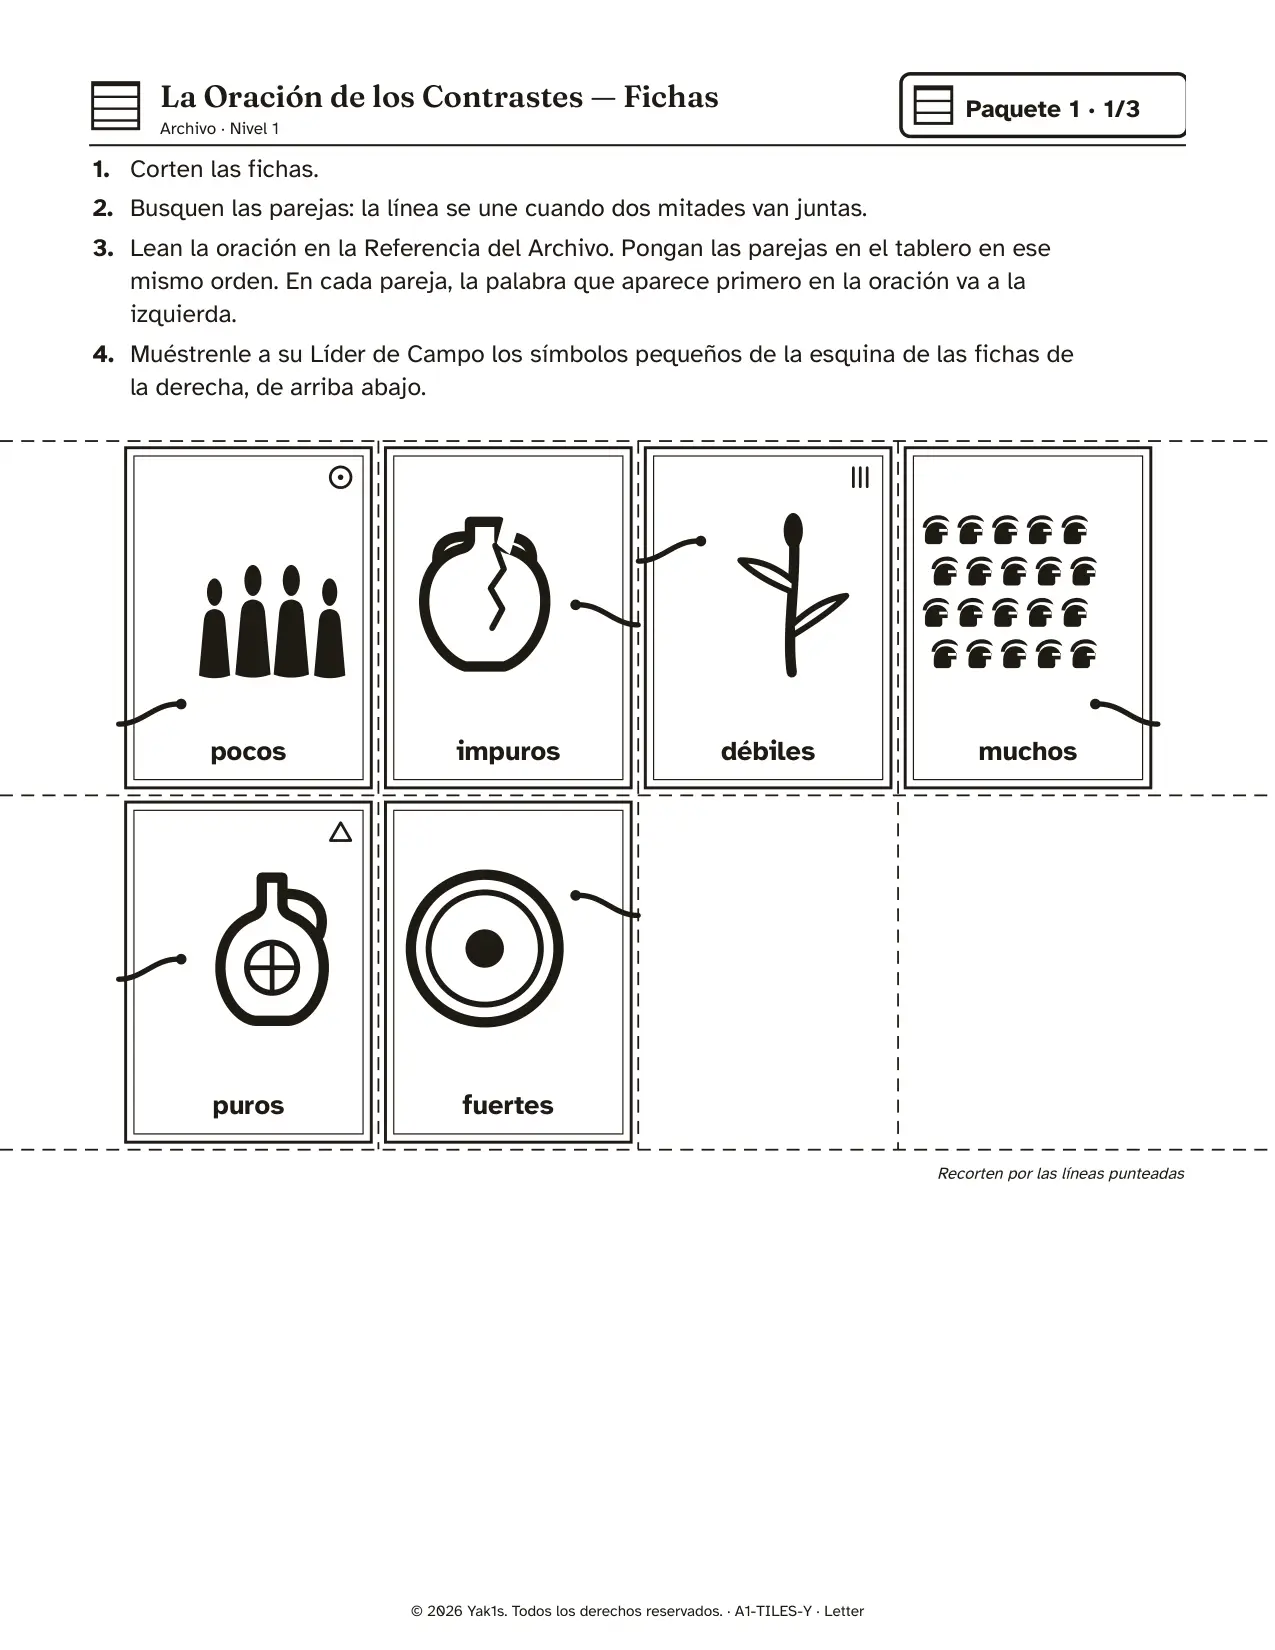 La Oración de los Contrastes — Fichas
Archivo · Nivel 1
Paquete 1 · 1/3
1. Corten las fichas.
2. Busquen las parejas: la línea se une cuando dos mitades van juntas.
3. Lean la oración en la Referencia del Archivo. Pongan las parejas en el tablero en ese
mismo orden. En cada pareja, la palabra que aparece primero en la oración va a la
izquierda.
4. Muéstrenle a su Líder de Campo los símbolos pequeños de la esquina de las fichas de
la derecha, de arriba abajo.
pocos
impuros
débiles
muchos
puros
fuertes
Recorten por las líneas punteadas
© 2026 Yak1s. Todos los derechos reservados. · A1-TILES-Y · Letter